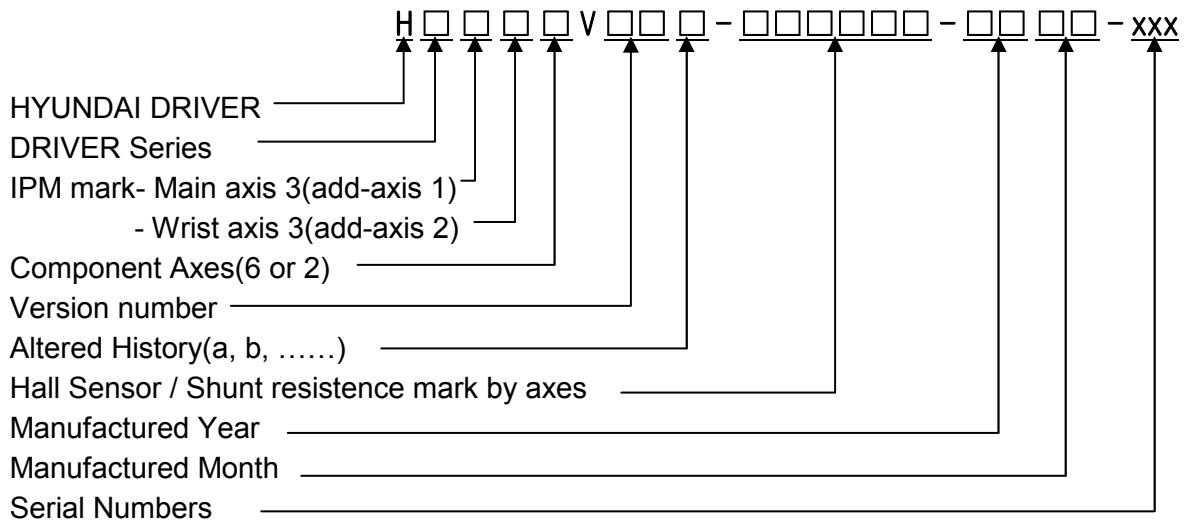 H□□□□V□□□-□□□□□□-□□□□-xxx
HYUNDAI DRIVER
DRIVER Series
IPM mark- Main axis 3(add-axis 1)
- Wrist axis 3(add-axis 2)
Component Axes(6 or 2)
Version number
Altered History(a, b, ……)
Hall Sensor / Shunt resistence mark by axes
Manufactured Year
Manufactured Month
Serial Numbers